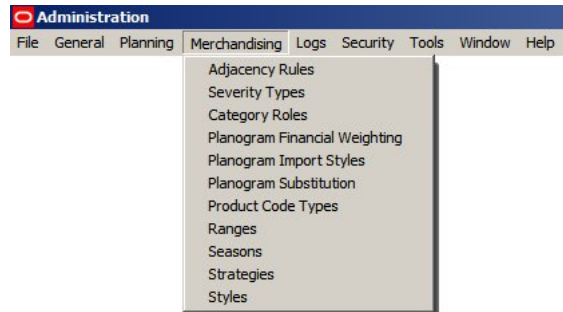 Administration
File General Planning Merchandising Logs Security Tools Window Help
Adjacency Rules
Severity Types
Category Roles
Planogram Financial Weighting
Planogram Import Styles
Planogram Substitution
Product Code Types
Ranges
Seasons
Strategies
Styles